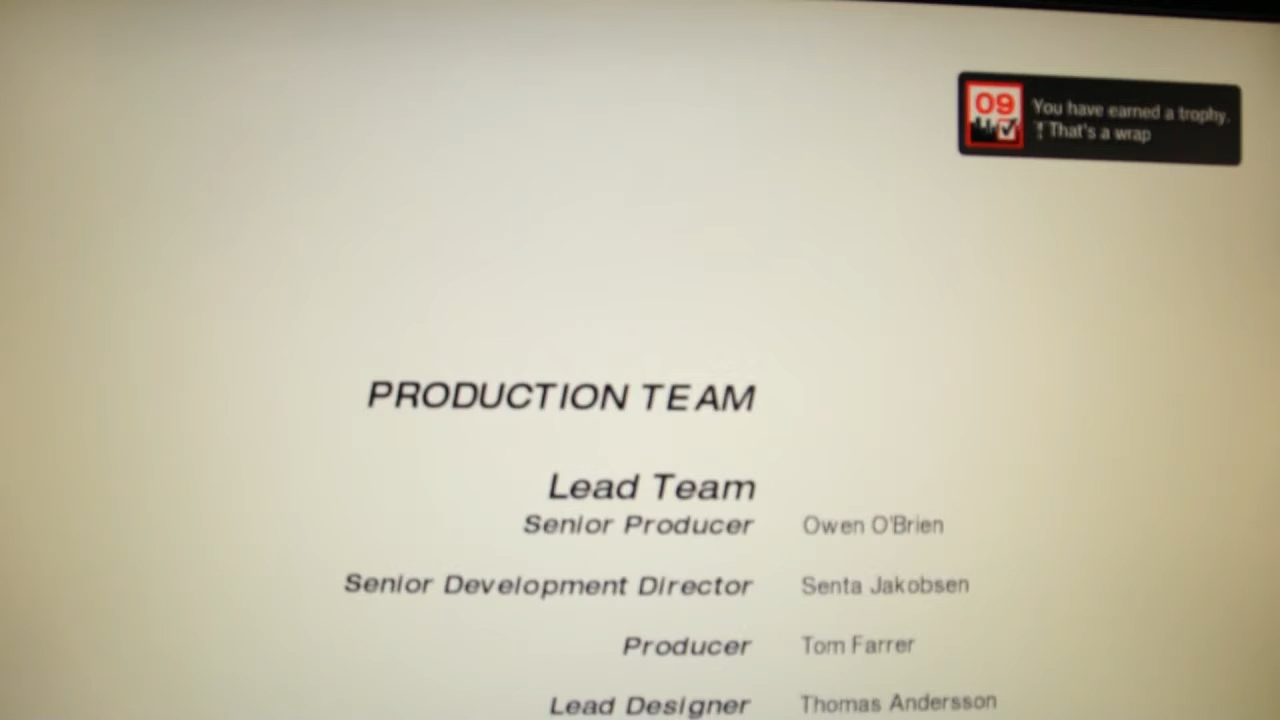 09
You have earned a trophy.
That's a wrap
PRODUCTION TEAM
Lead Team
Senior Producer Owen O'Brien
Senior Development Director Senta Jakobsen
Producer Tom Farrer
Lead Designer Thomas Andersson